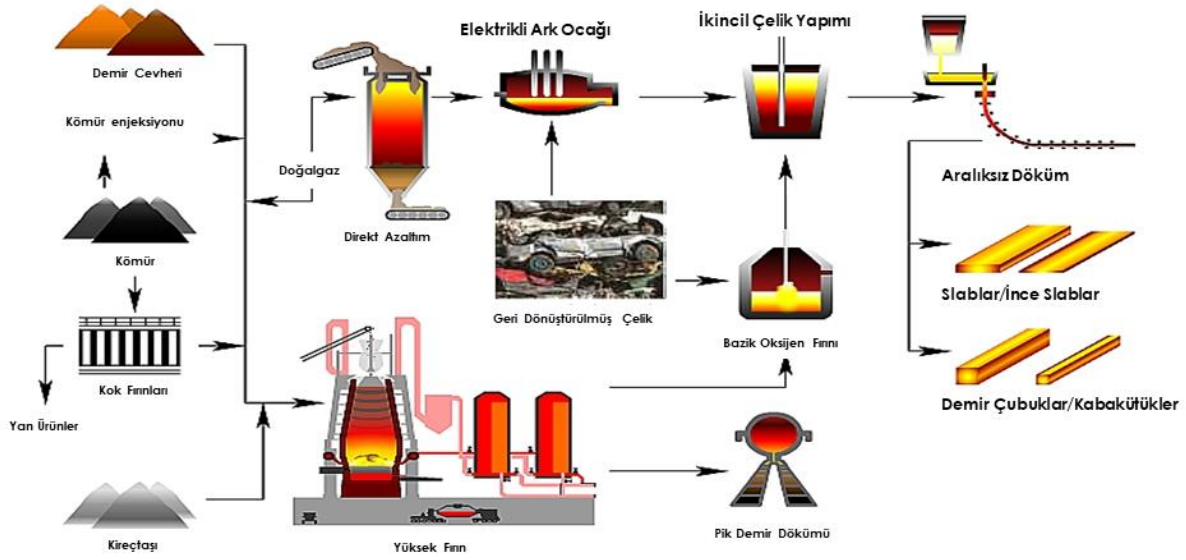 Demir Cevheri
Kömür enjeksiyonu
Kömür
Kok Fırınları
Yan Ürünler
Kireçtaşı
Doğalgaz
Direkt Azaltım
Elektrikli Ark Ocağı
İkincil Çelik Yapımı
Geri Dönüştürülmüş Çelik
Bazik Oksijen Fırını
Yüksek Fırın
Pik Demir Dökümü
Aralıksız Döküm
Slablar/İnce Slablar
Demir Çubuklar/Kabakütükler